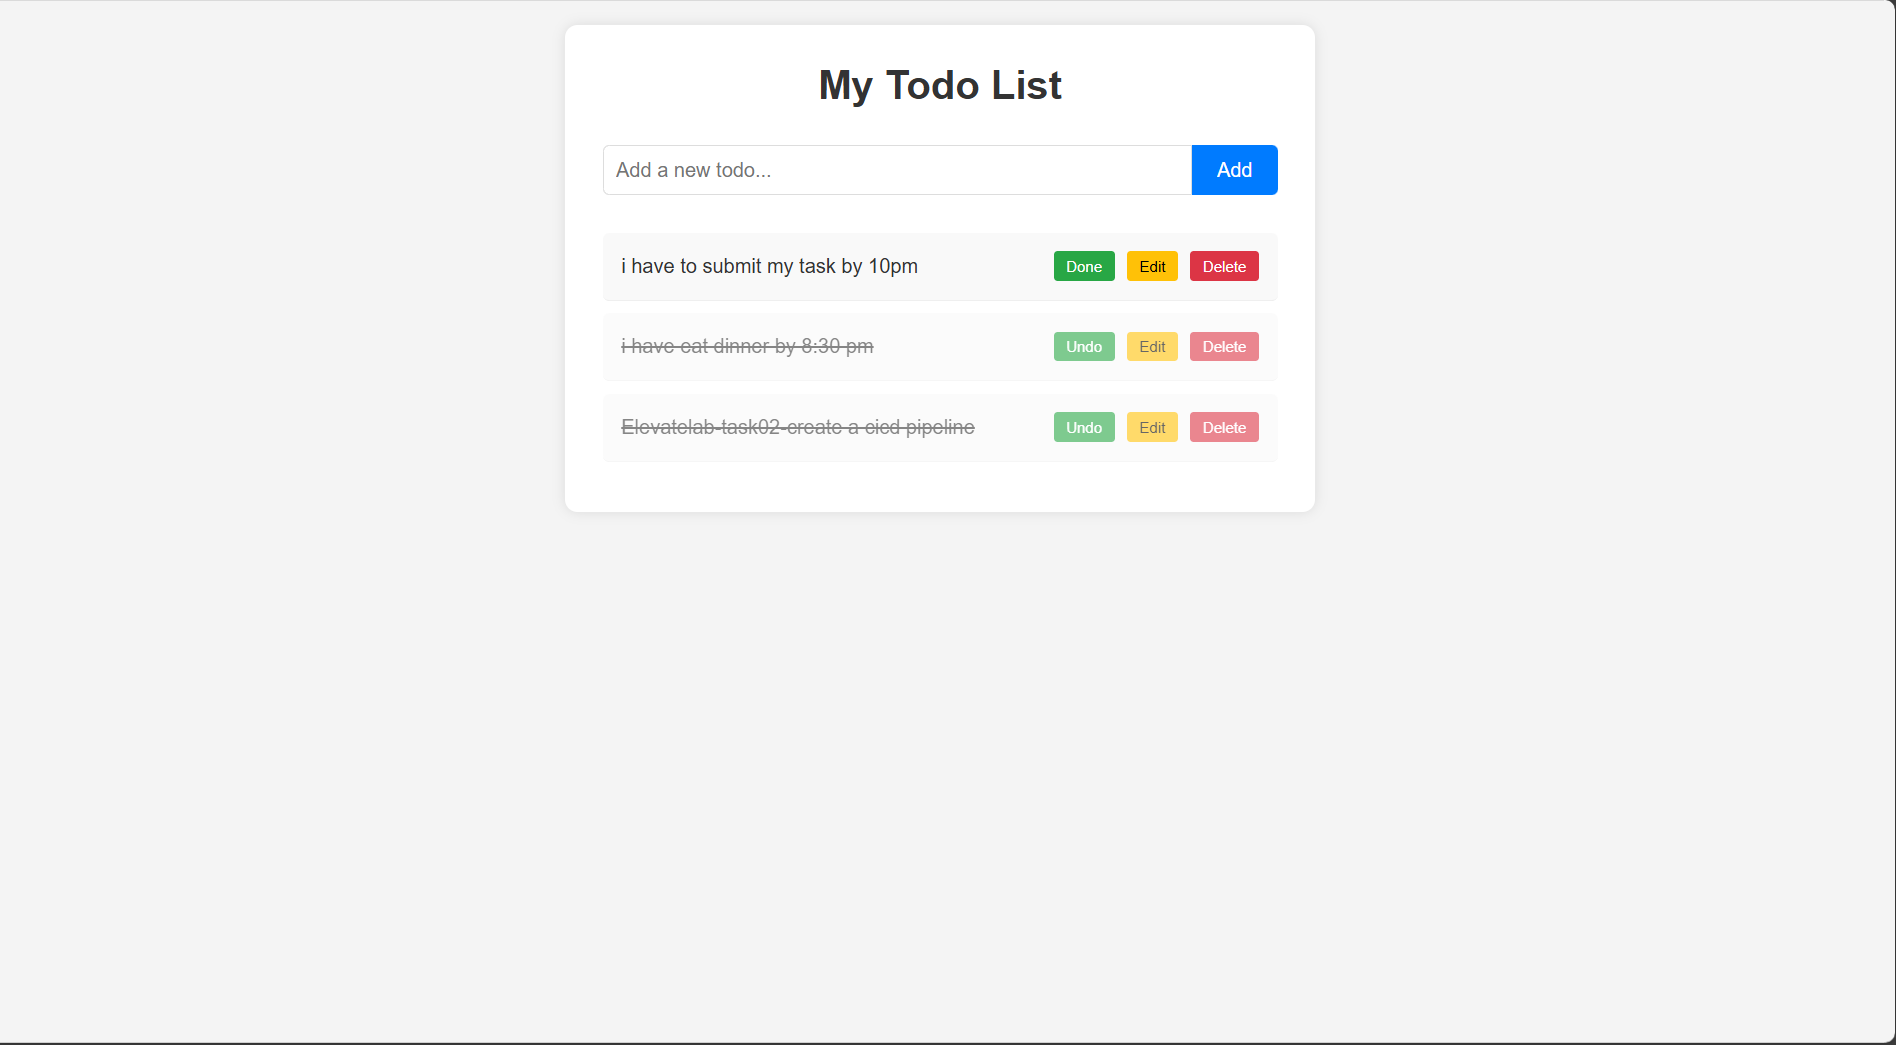 My Todo List
Add a new todo...
Add
i have to submit my task by 10pm
Done
Edit
Delete
i have eat dinner by 8:30 pm
Undo
Edit
Delete
Elevatelab-task02-create a cicd pipeline
Undo
Edit
Delete